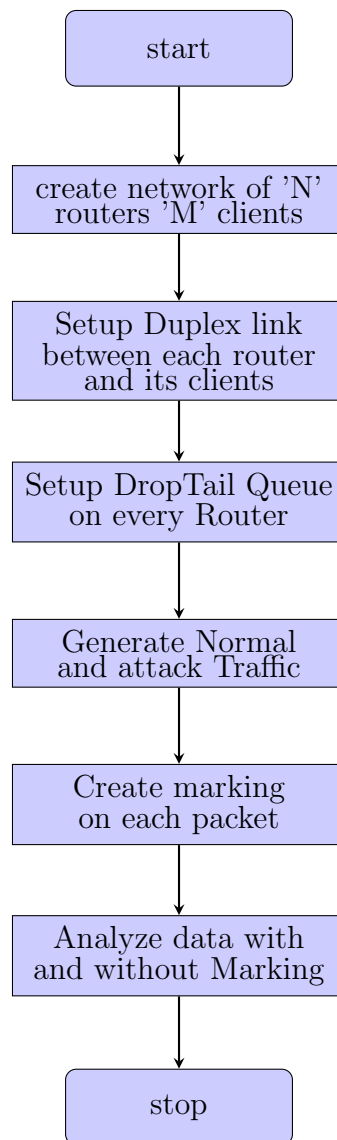 start
create network of 'N'
routers 'M' clients
Setup Duplex link
between each router
and its clients
Setup DropTail Queue
on every Router
Generate Normal
and attack Traffic
Create marking
on each packet
Analyze data with
and without Marking
stop